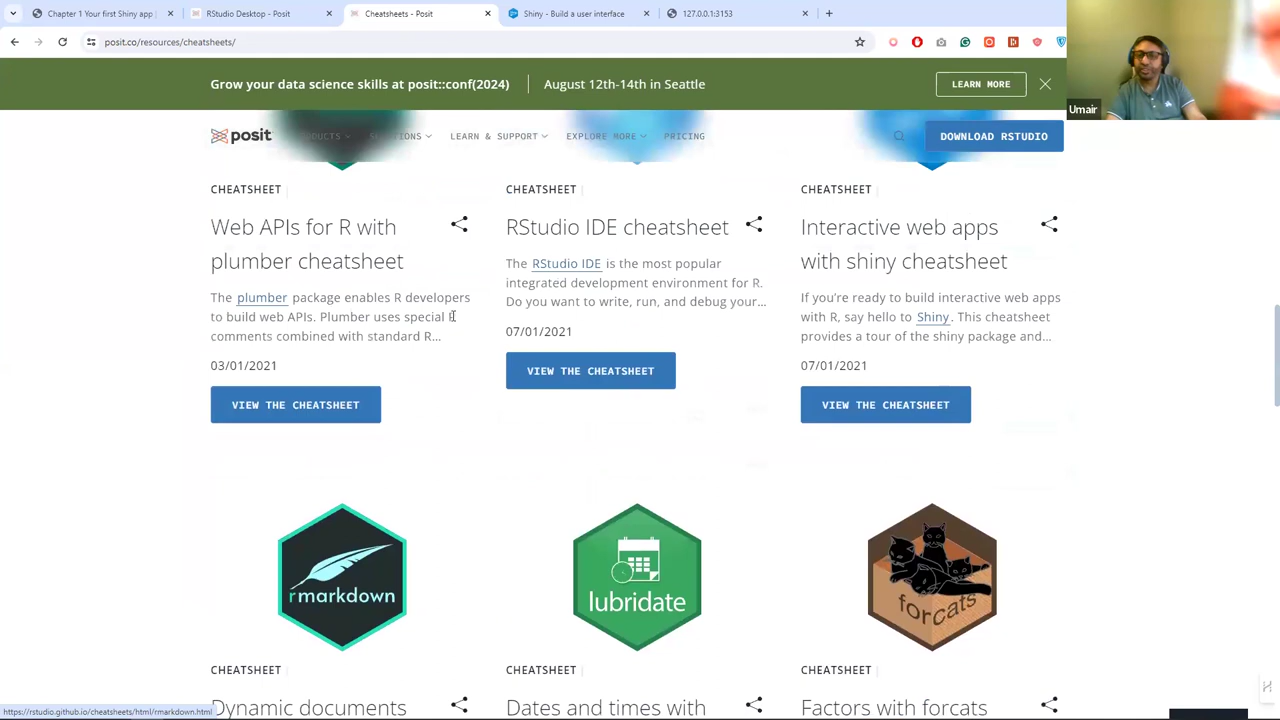 Chapter 1 Your first Shiny app |
RStudio Desktop - Posit
Cheatsheets - Posit
Shiny - Build a user interface
127.0.0.1:3153
posit.co/resources/cheatsheets/
Grow your data science skills at posit::conf(2024)
August 12th-14th in Seattle
LEARN MORE
Umair
posit
LEARN & SUPPORT
EXPLORE MORE
PRICING
DOWNLOAD RSTUDIO
CHEATSHEET
Web APIs for R with
plumber cheatsheet
The plumber package enables R developers
to build web APIs. Plumber uses special R
comments combined with standard R...
03/01/2021
VIEW THE CHEATSHEET
CHEATSHEET
RStudio IDE cheatsheet
The RStudio IDE is the most popular
integrated development environment for R.
Do you want to write, run, and debug your...
07/01/2021
VIEW THE CHEATSHEET
CHEATSHEET
Interactive web apps
with shiny cheatsheet
If you're ready to build interactive web apps
with R, say hello to Shiny. This cheatsheet
provides a tour of the shiny package and...
07/01/2021
VIEW THE CHEATSHEET
rmarkdown
CHEATSHEET
Dynamic documents
lubridate
CHEATSHEET
Dates and times with
forcats
CHEATSHEET
Factors with forcats
https://rstudio.github.io/cheatsheets/html/rmarkdown.html